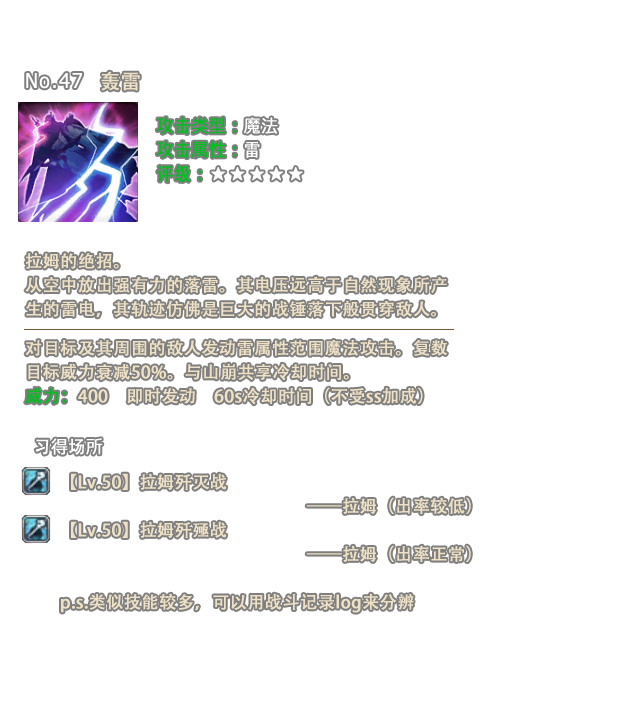 No.47 轰雷
攻击类型：魔法
攻击属性：雷
评级：☆☆☆☆☆
拉姆的绝招。
从空中放出强有力的落雷。其电压远高于自然现象所产
生的雷电，其轨迹仿佛是巨大的战锤落下般贯穿敌人。
对目标及其周围的敌人发动雷属性范围魔法攻击。复数
目标威力衰减50%。与山崩共享冷却时间。
威力：400 即时发动 60s冷却时间（不受ss加成）
习得场所
【Lv.50】拉姆歼灭战
——拉姆（出率较低）
【Lv.50】拉姆歼殛战
——拉姆（出率正常）
p.s.类似技能较多，可以用战斗记录log来分辨